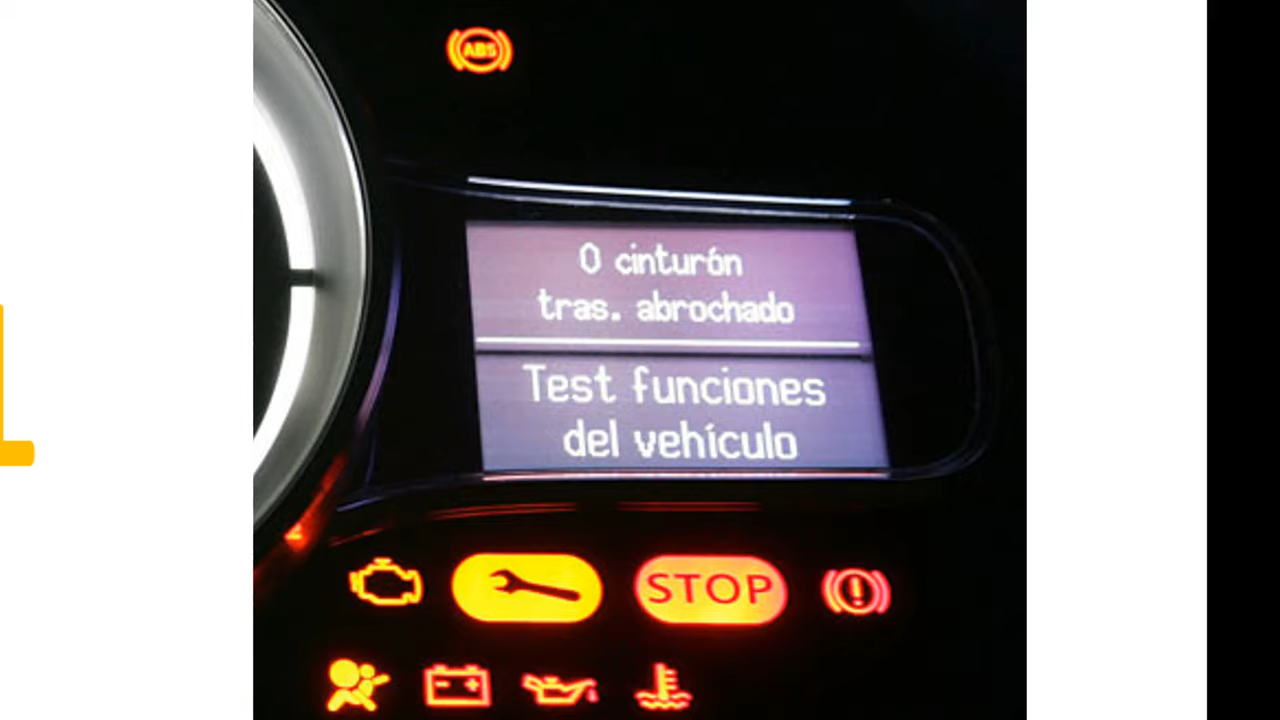 ABS
0 cinturón
tras. abrochado
Test funciones
del vehículo
STOP